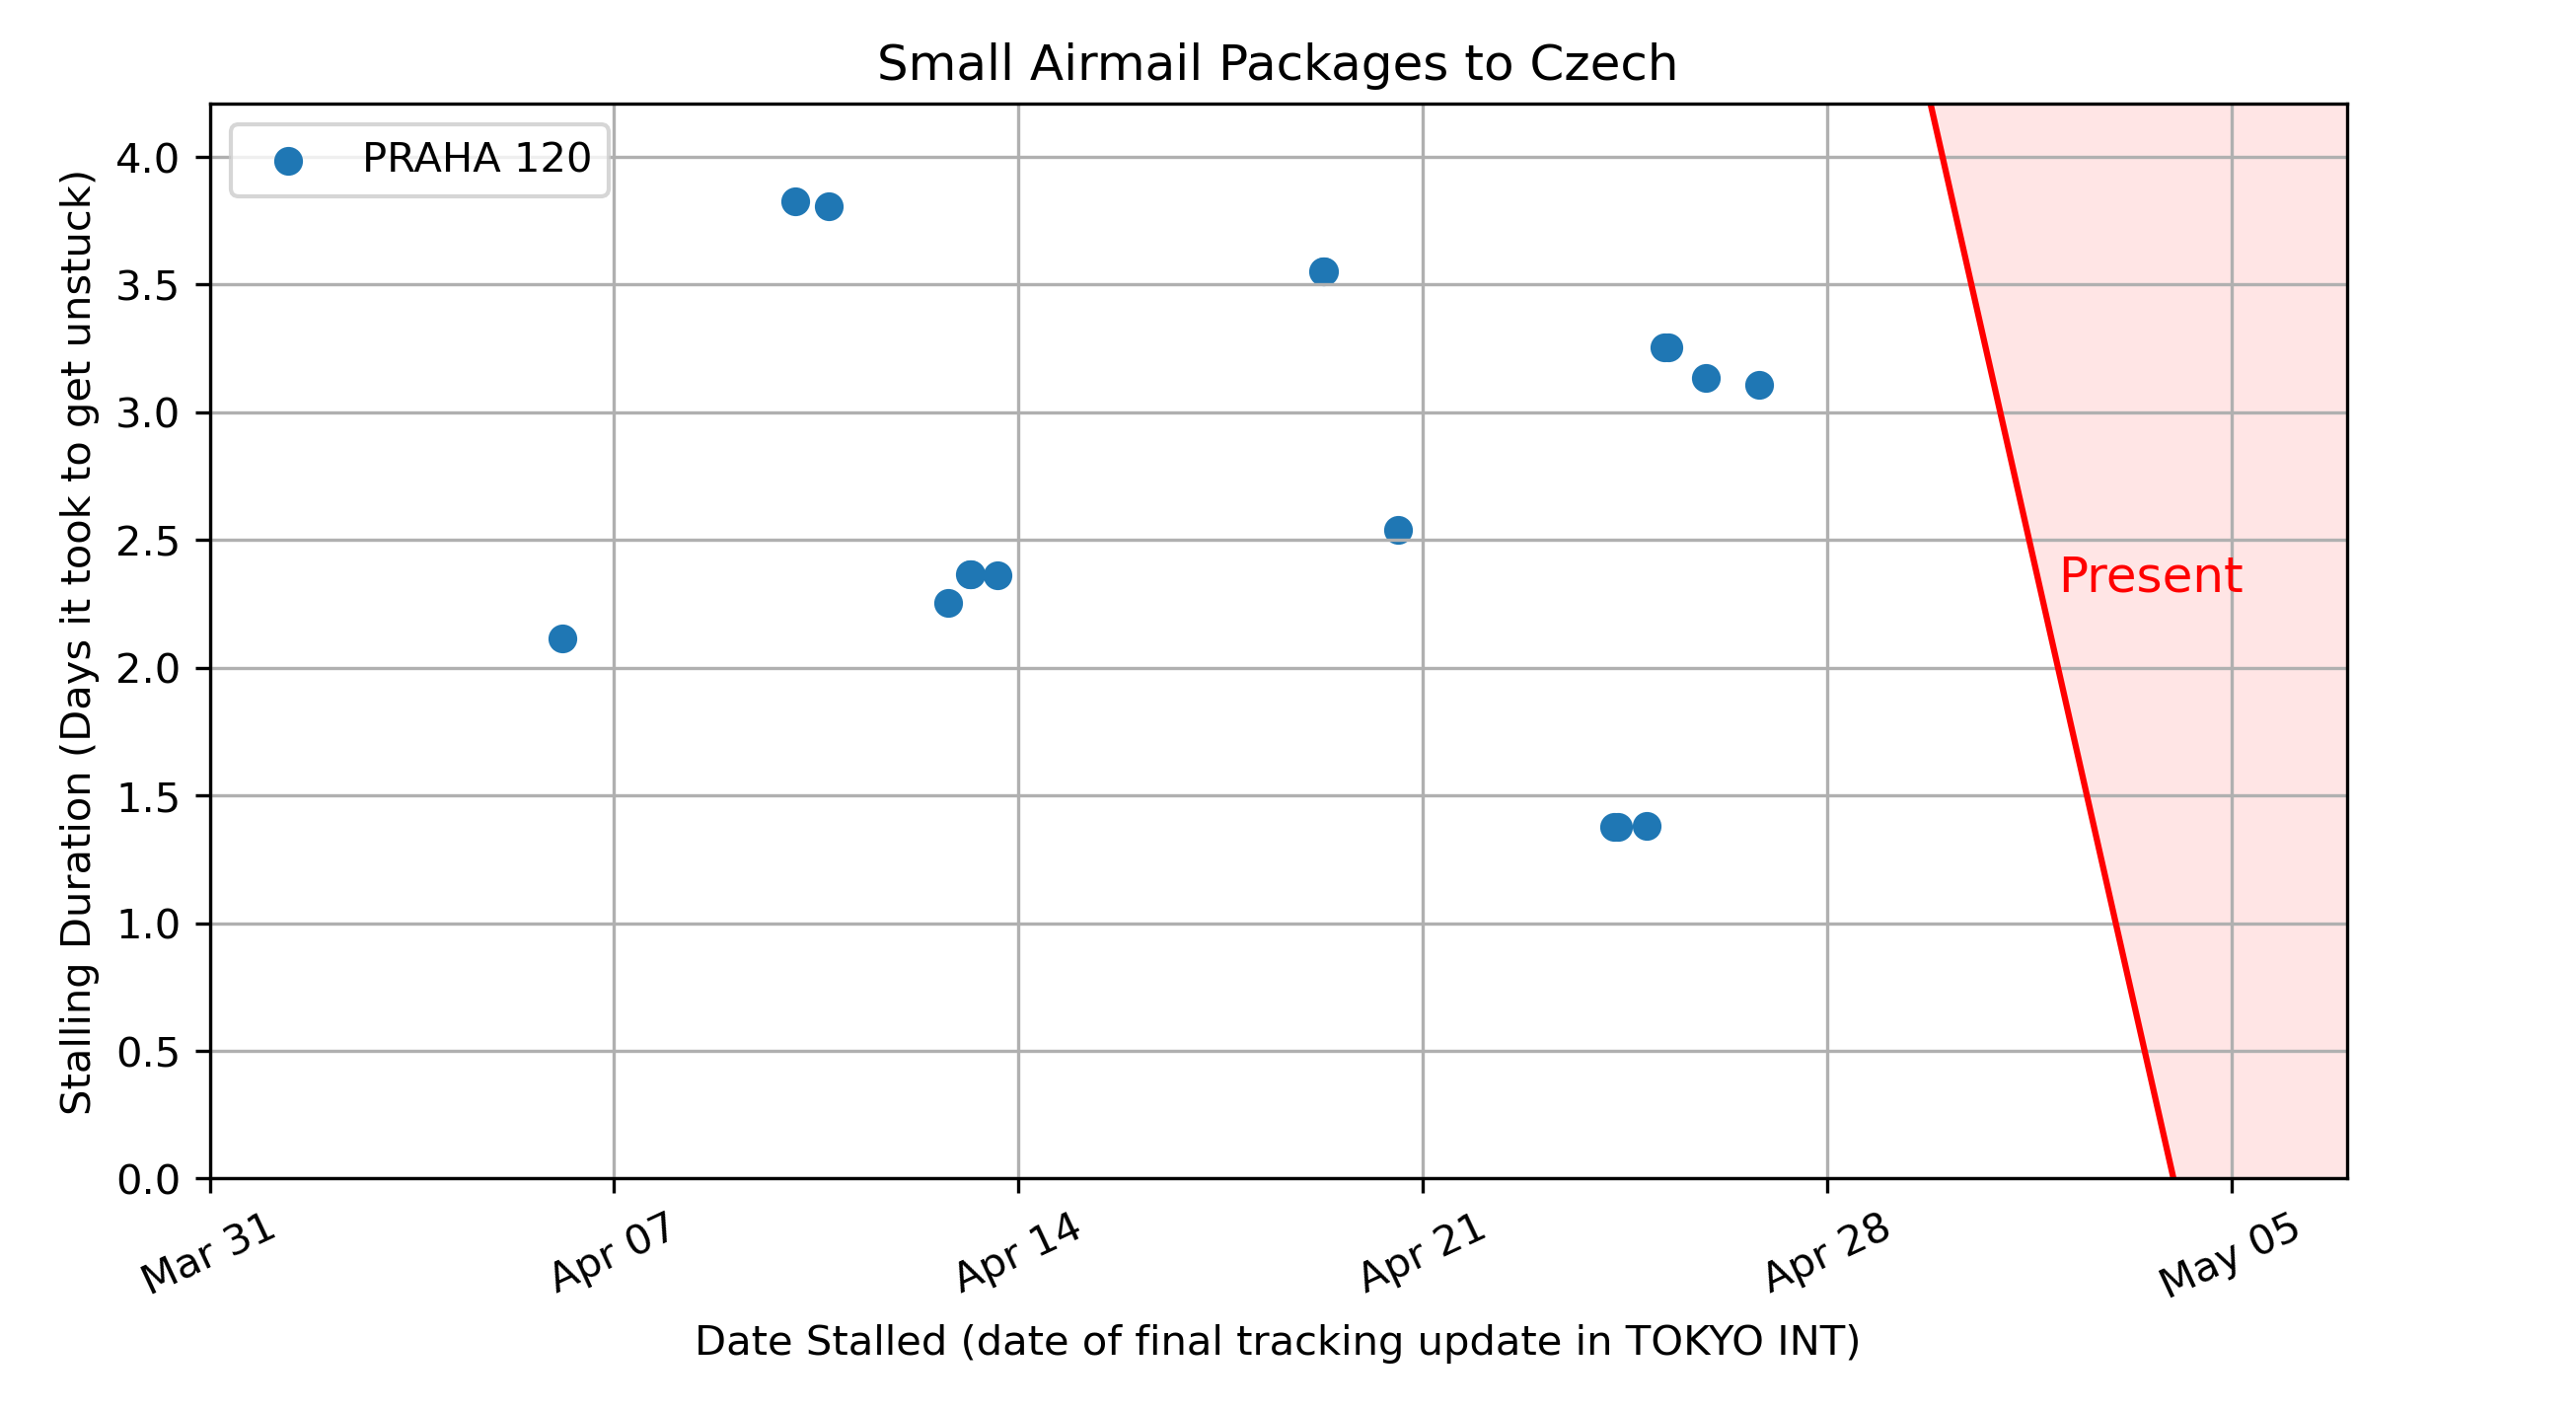 Small Airmail Packages to Czech
PRAHA 120
Stalling Duration (Days it took to get unstuck)
4.0
3.5
3.0
2.5
2.0
1.5
1.0
0.5
0.0
Present
Mar 31
Apr 07
Apr 14
Apr 21
Apr 28
May 05
Date Stalled (date of final tracking update in TOKYO INT)